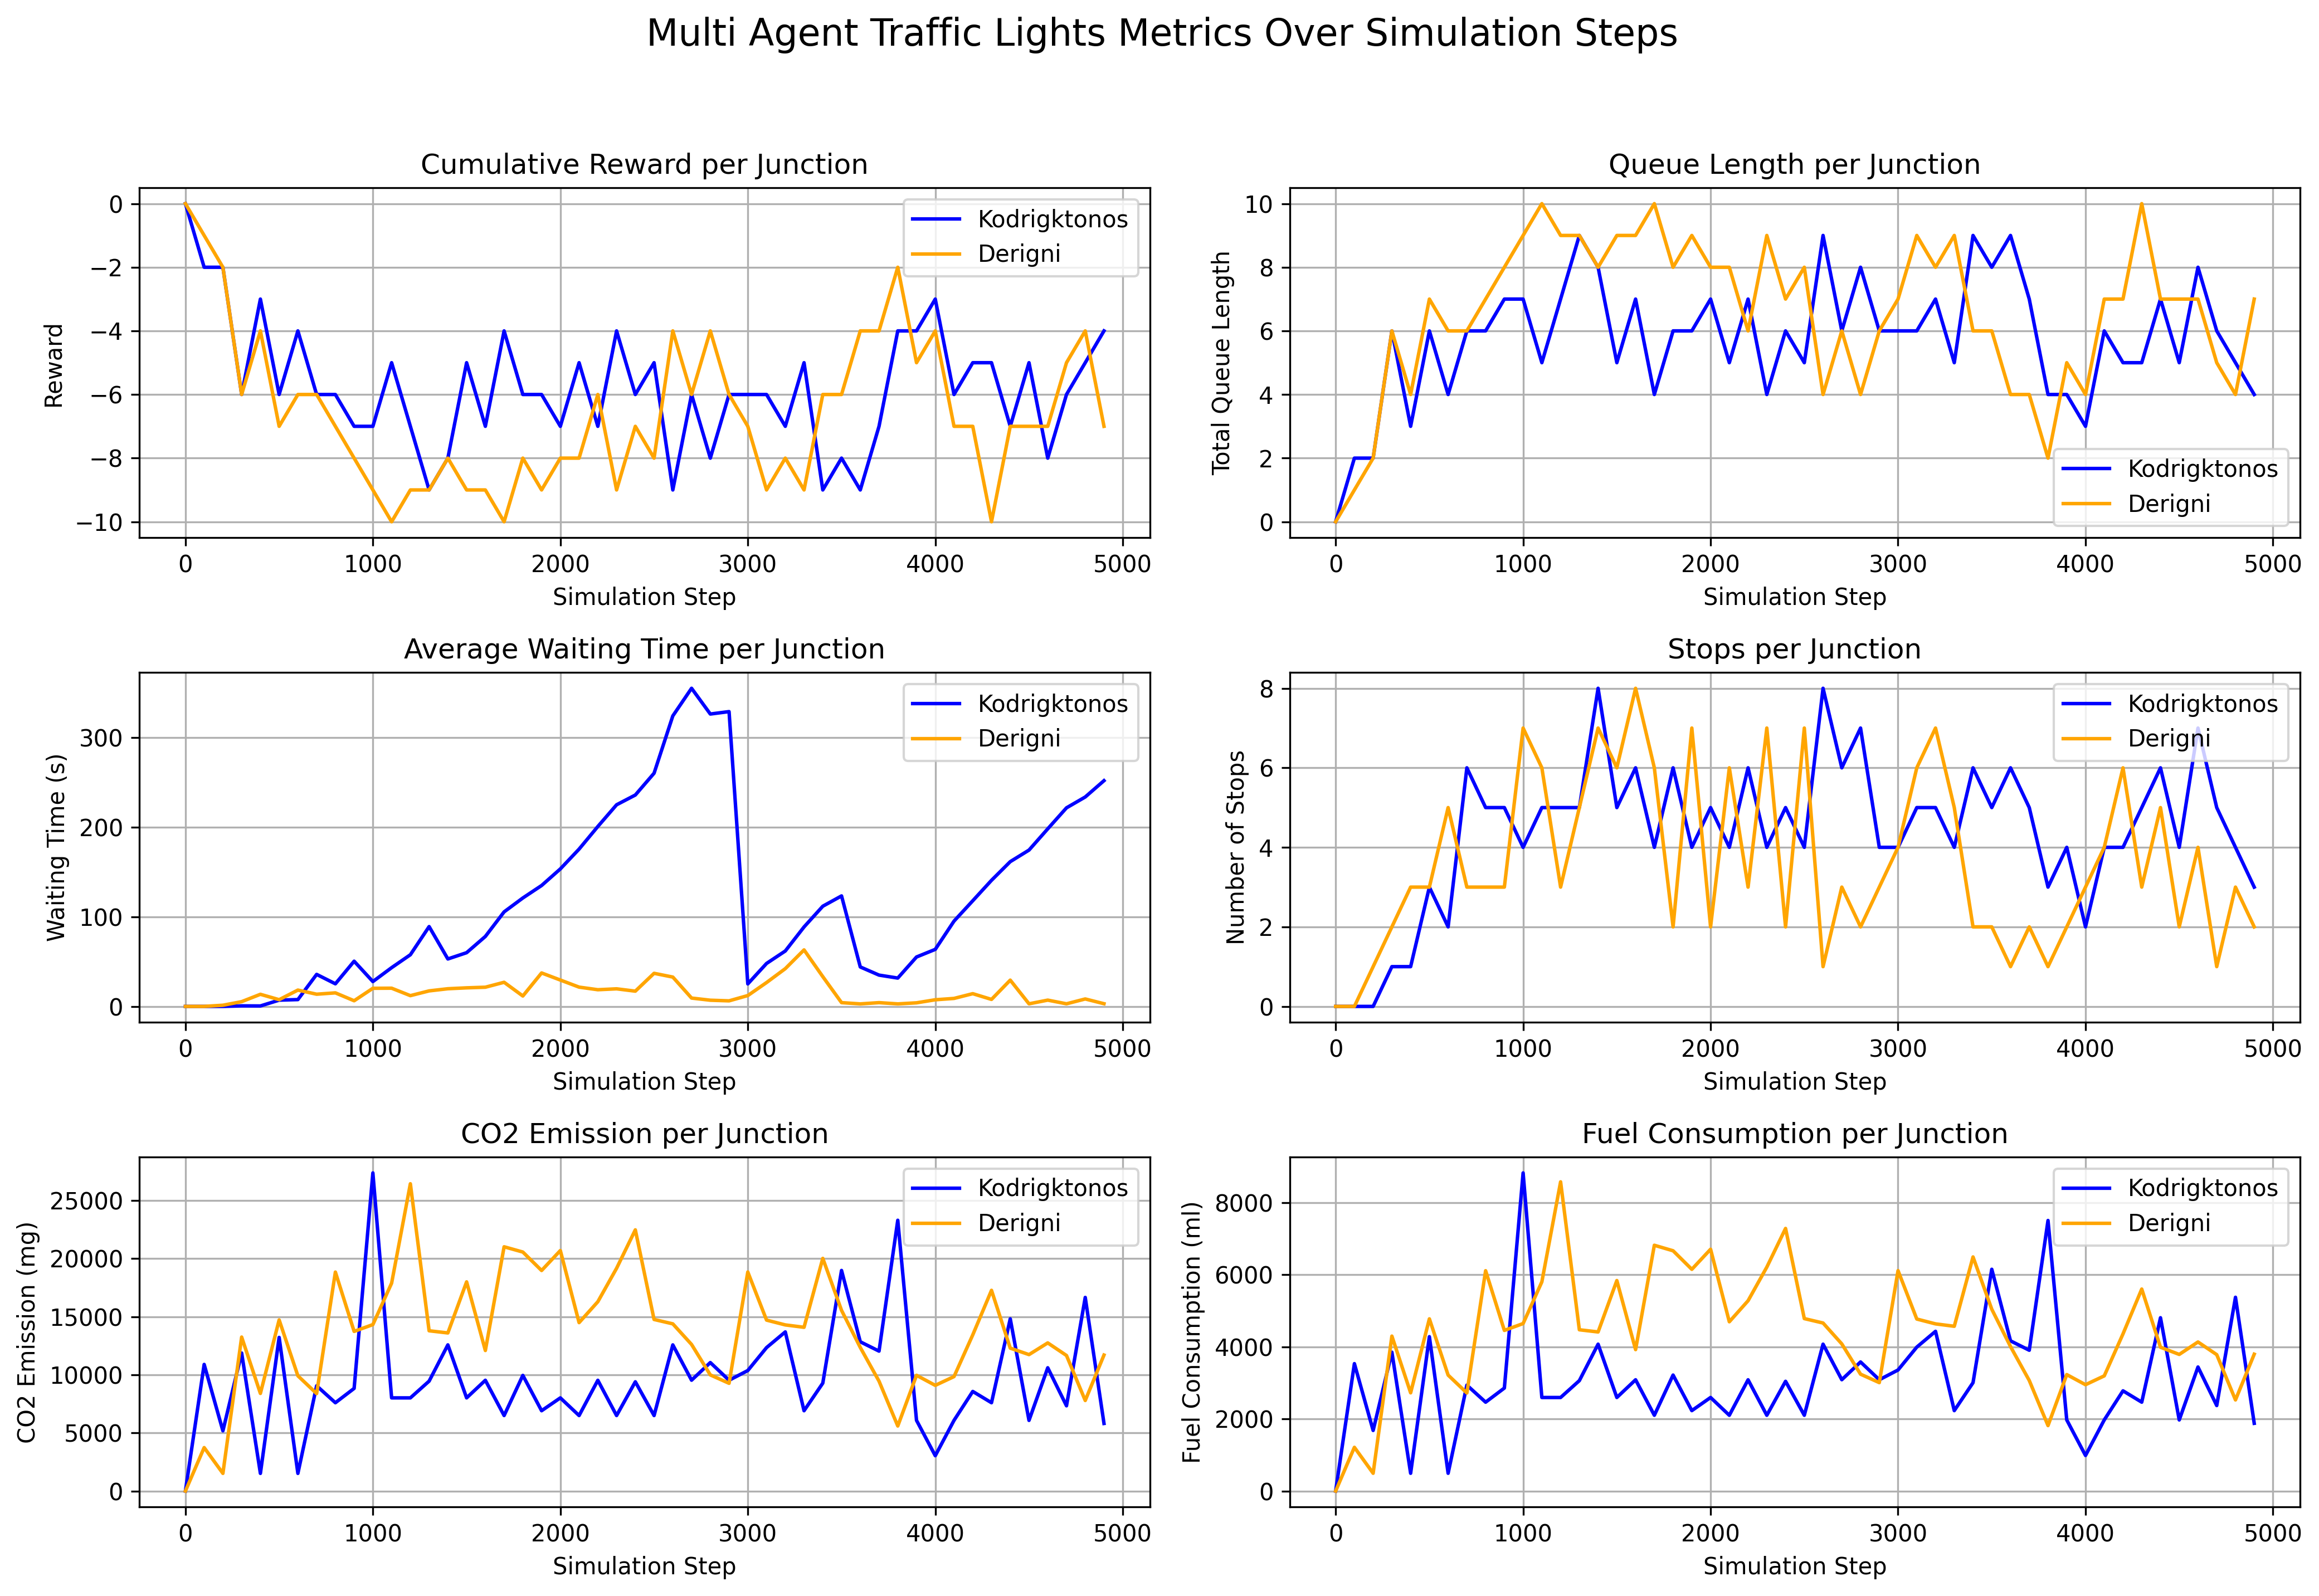 Multi Agent Traffic Lights Metrics Over Simulation Steps
Cumulative Reward per Junction
Reward
0
−2
−4
−6
−8
−10
Kodrigktonos
Derigni
0 1000 2000 3000 4000 5000
Simulation Step
Queue Length per Junction
Total Queue Length
10
8
6
4
2
0
Kodrigktonos
Derigni
0 1000 2000 3000 4000 5000
Simulation Step
Average Waiting Time per Junction
Waiting Time (s)
300
200
100
0
Kodrigktonos
Derigni
0 1000 2000 3000 4000 5000
Simulation Step
Stops per Junction
Number of Stops
8
6
4
2
0
Kodrigktonos
Derigni
0 1000 2000 3000 4000 5000
Simulation Step
CO2 Emission per Junction
CO2 Emission (mg)
25000
20000
15000
10000
5000
0
Kodrigktonos
Derigni
0 1000 2000 3000 4000 5000
Simulation Step
Fuel Consumption per Junction
Fuel Consumption (ml)
8000
6000
4000
2000
0
Kodrigktonos
Derigni
0 1000 2000 3000 4000 5000
Simulation Step